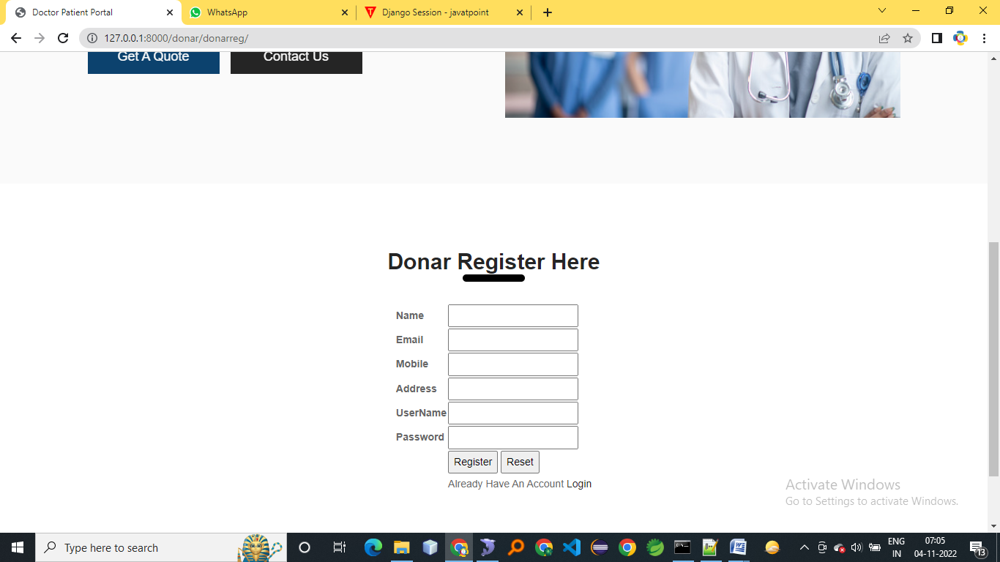 Doctor Patient Portal
WhatsApp
Django Session - javatpoint
127.0.0.1:8000/donar/donarreg/
Get A Quote
Contact Us
Donar Register Here
Name
Email
Mobile
Address
UserName
Password
Register
Reset
Already Have An Account Login
Activate Windows
Go to Settings to activate Windows.
Type here to search
ENG
IN
07:05
04-11-2022
13